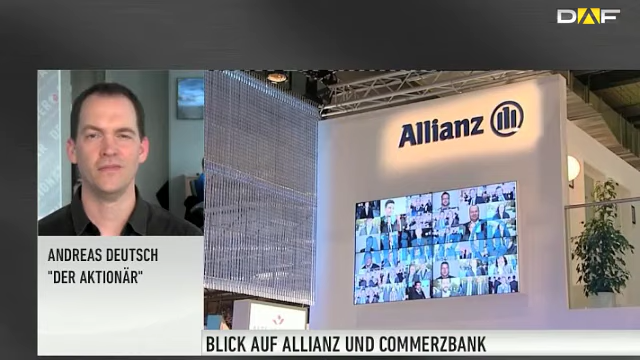 DAF
Allianz
ANDREAS DEUTSCH
"DER AKTIONÄR"
BLICK AUF ALLIANZ UND COMMERZBANK